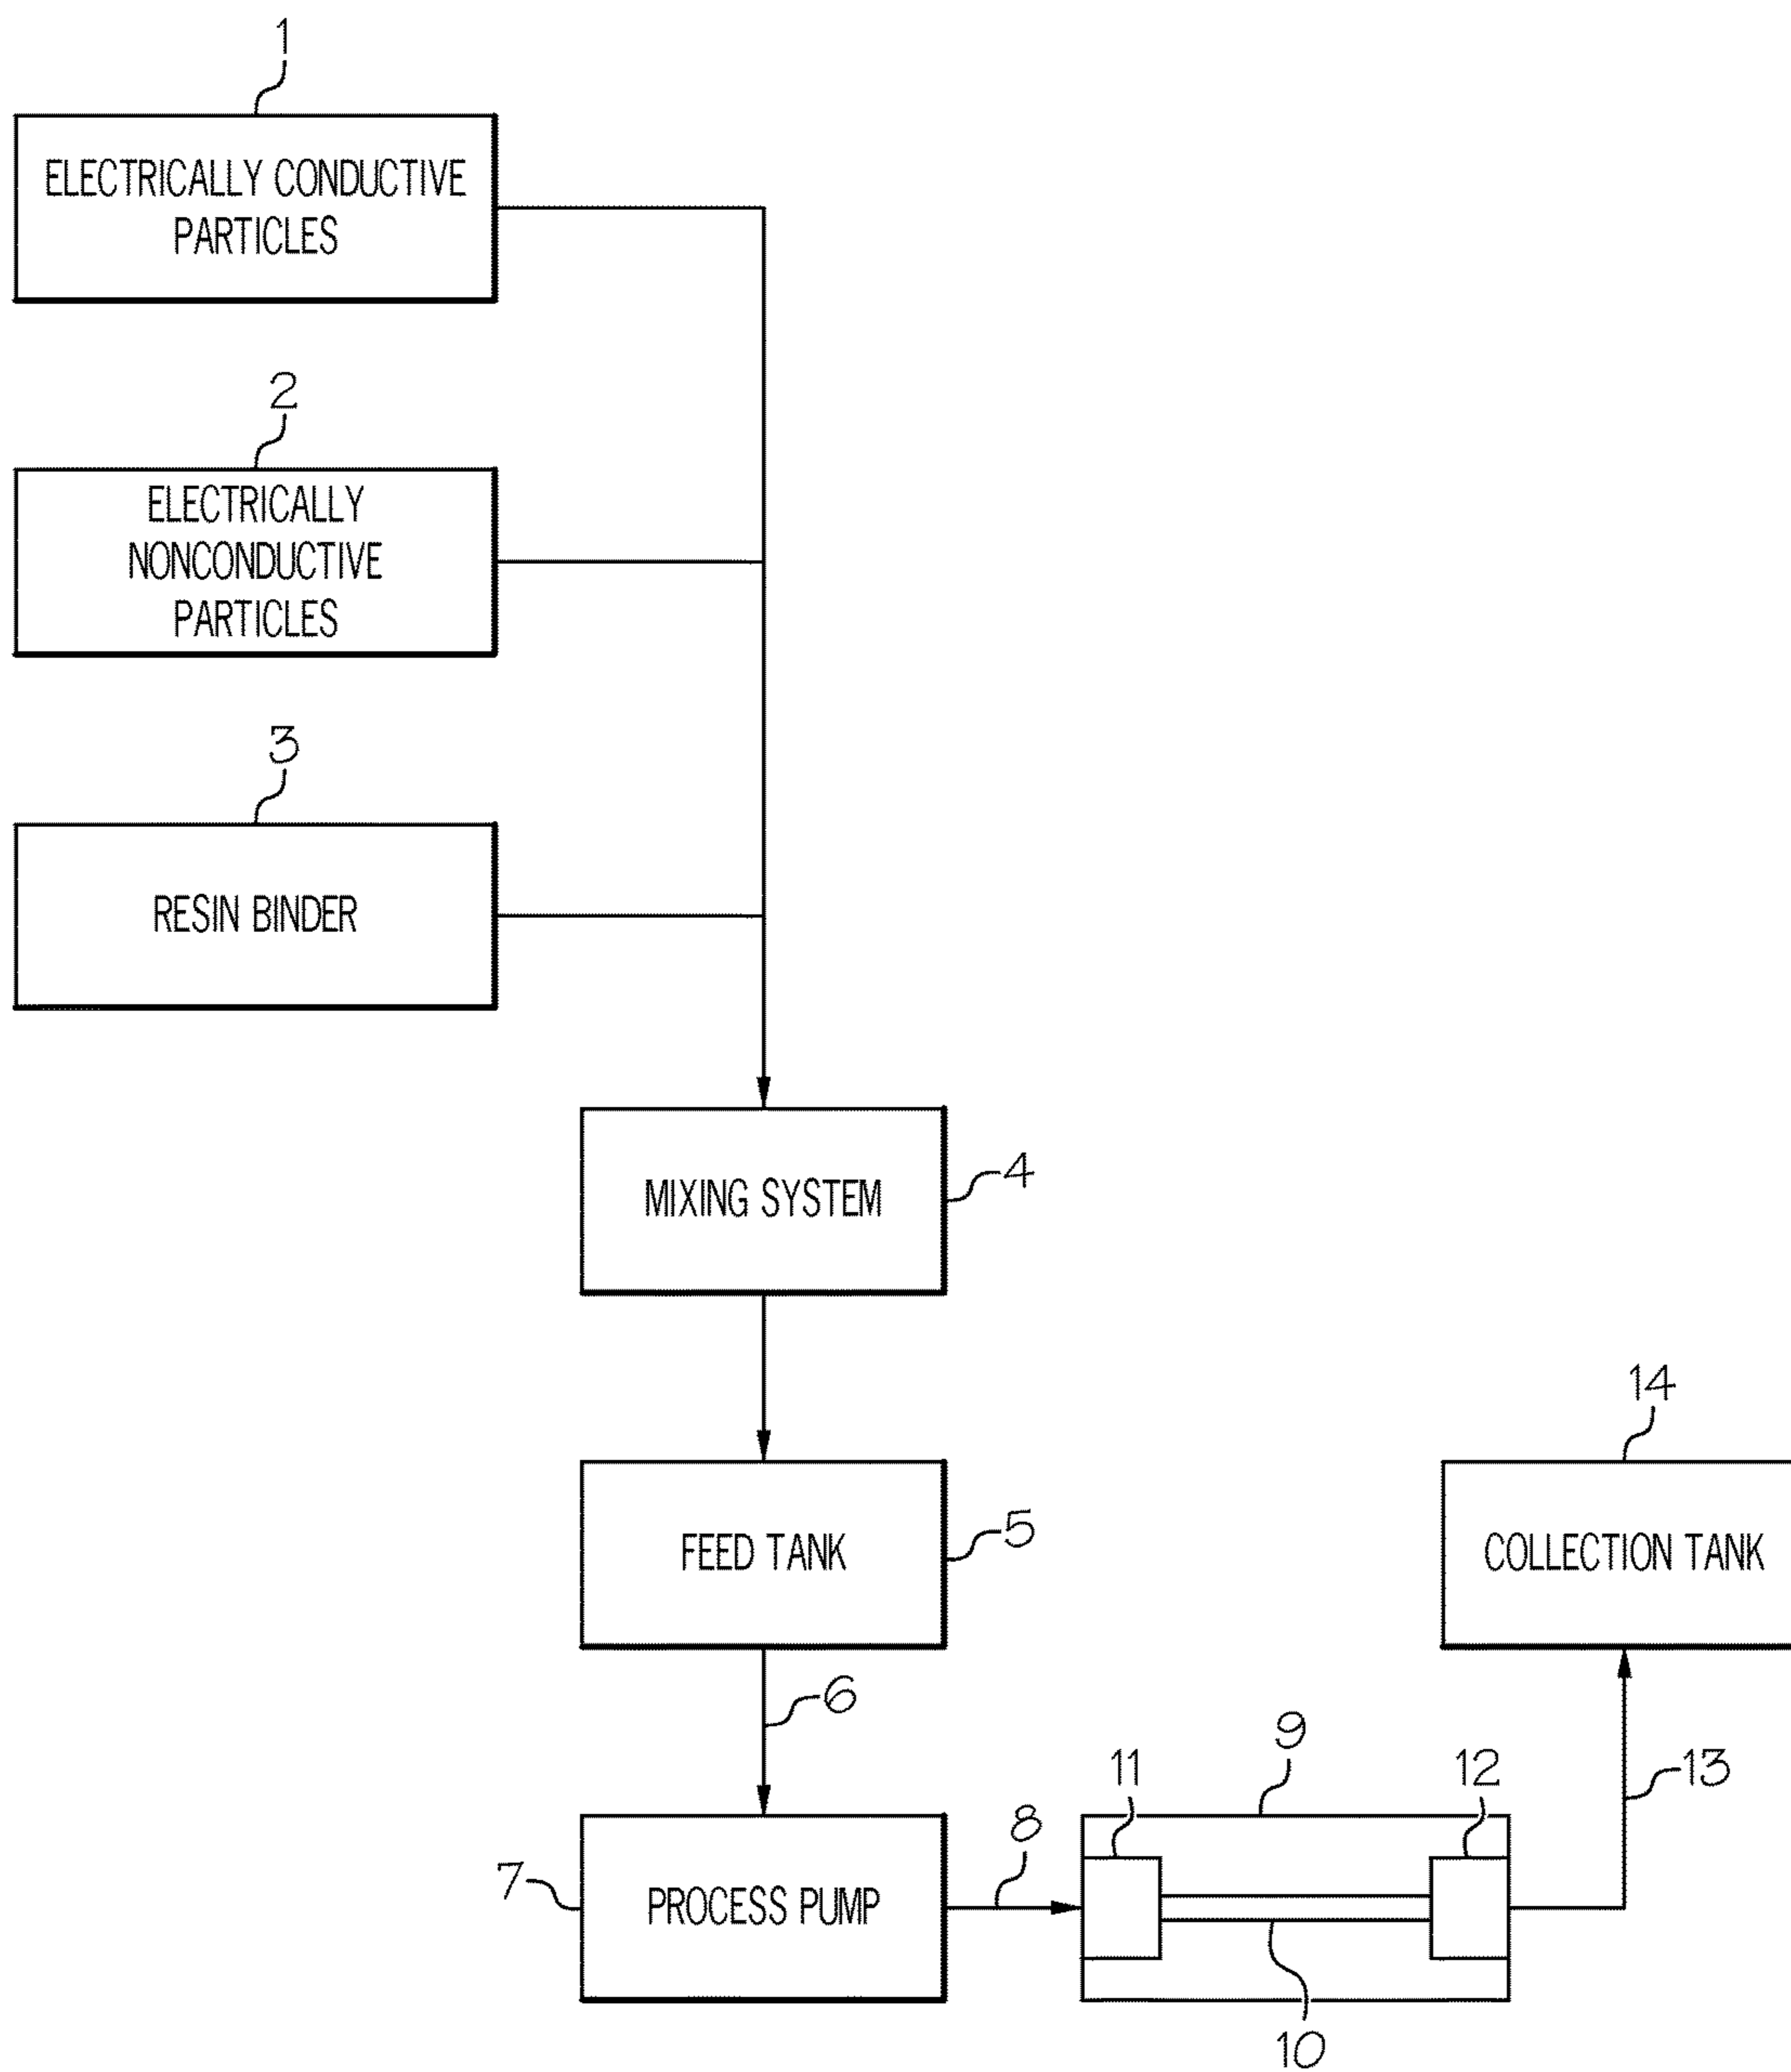 1
ELECTRICALLY CONDUCTIVE
PARTICLES
2
ELECTRICALLY
NONCONDUCTIVE
PARTICLES
3
RESIN BINDER
MIXING SYSTEM
4
FEED TANK
5
14
COLLECTION TANK
6
7
PROCESS PUMP
8
11
9
12
13
10